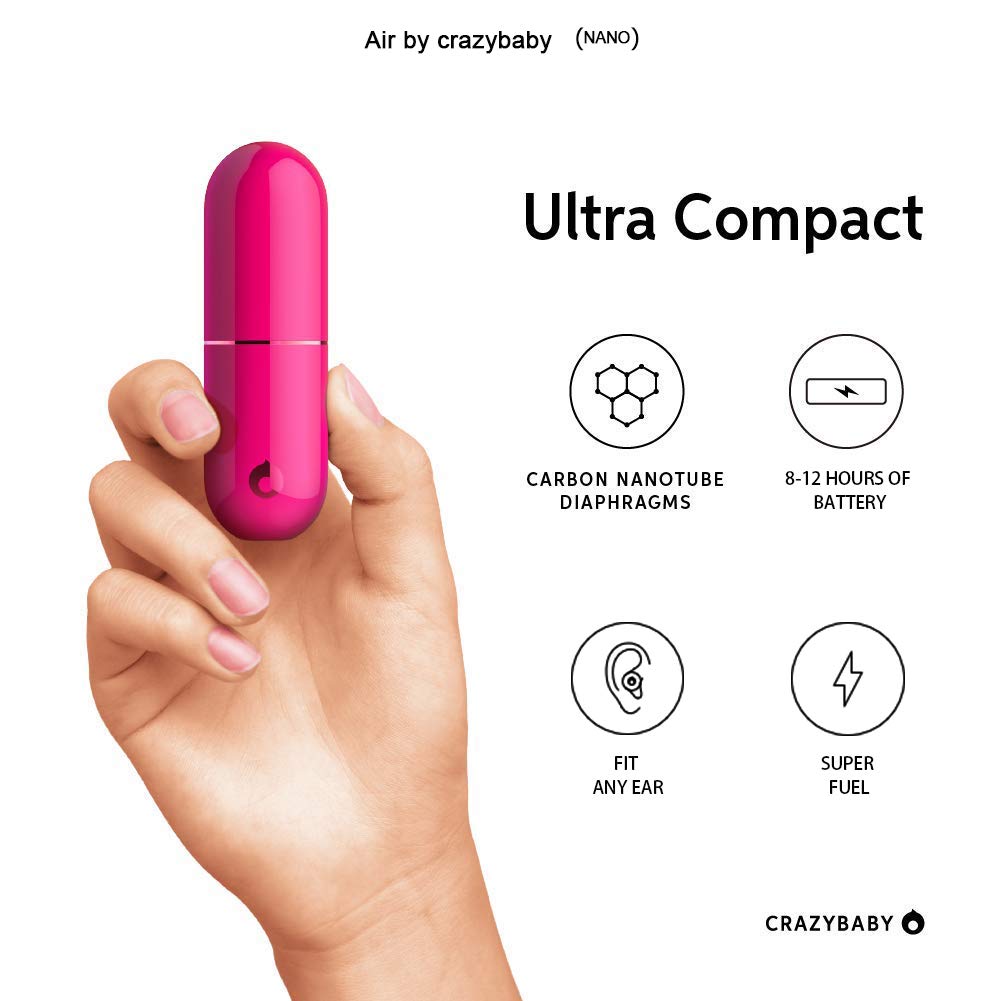 Air by crazybaby (NANO)
Ultra Compact
CARBON NANOTUBE
DIAPHRAGMS
8-12 HOURS OF
BATTERY
FIT
ANY EAR
SUPER
FUEL
CRAZYBABY